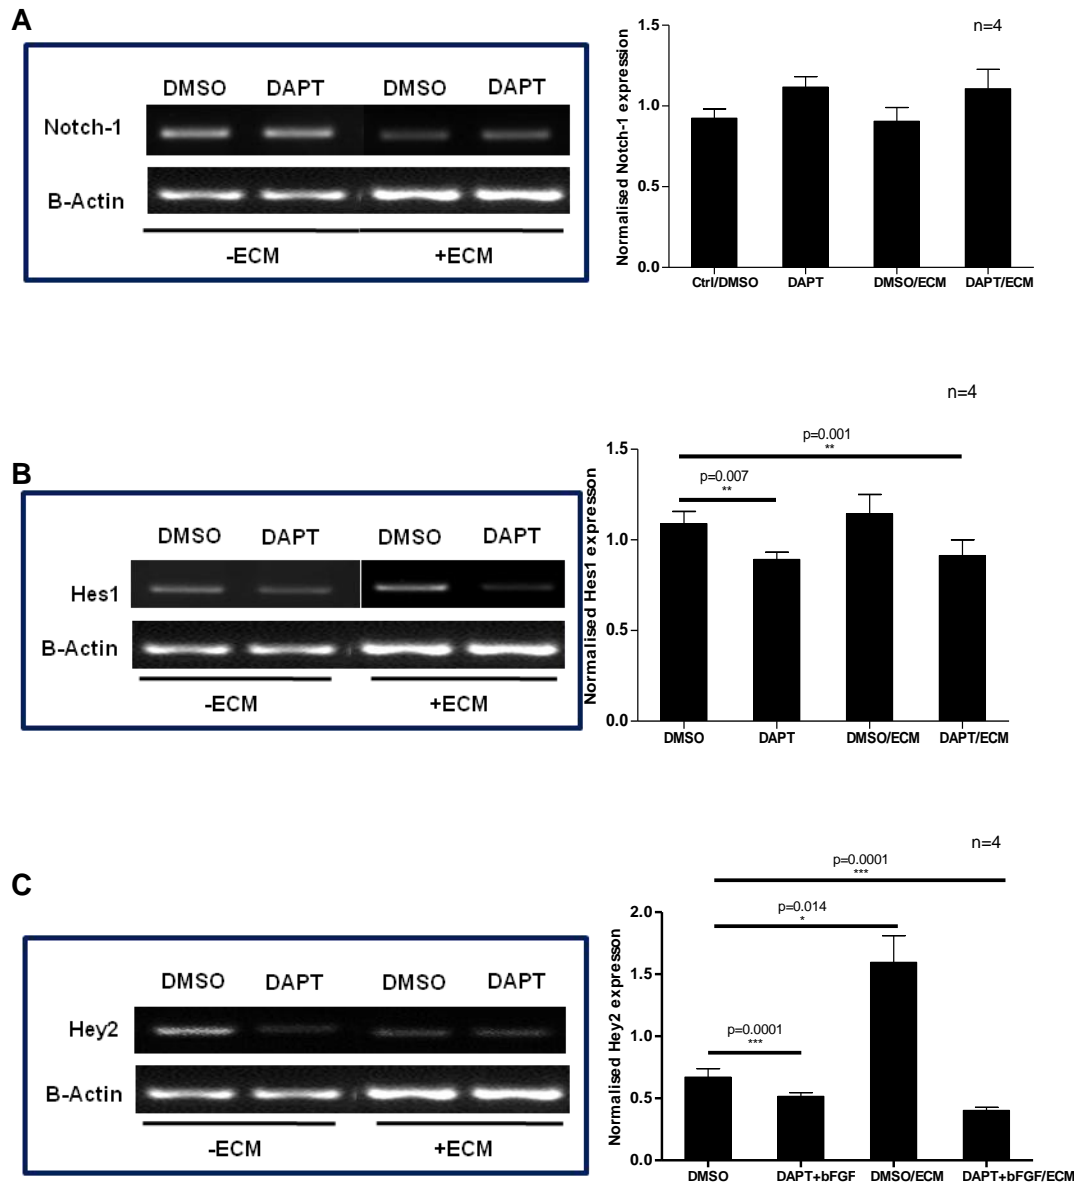 A
DMSO DAPT DMSO DAPT
Notch-1
B-Actin
-ECM +ECM
n=4
Normalised Notch-1 expression
1.5
1.0
0.5
0.0
Ctrl/DMSO DAPT DMSO/ECM DAPT/ECM
B
DMSO DAPT DMSO DAPT
Hes1
B-Actin
-ECM +ECM
n=4
p=0.001
**
p=0.007
**
Normalised Hes1 expresson
1.5
1.0
0.5
0.0
DMSO DAPT DMSO/ECM DAPT/ECM
C
DMSO DAPT DMSO DAPT
Hey2
B-Actin
-ECM +ECM
n=4
p=0.0001
***
p=0.014
*
p=0.0001
***
Normalised Hey2 expresson
2.0
1.5
1.0
0.5
0.0
DMSO DAPT+bFGF DMSO/ECM DAPT+bFGF/ECM